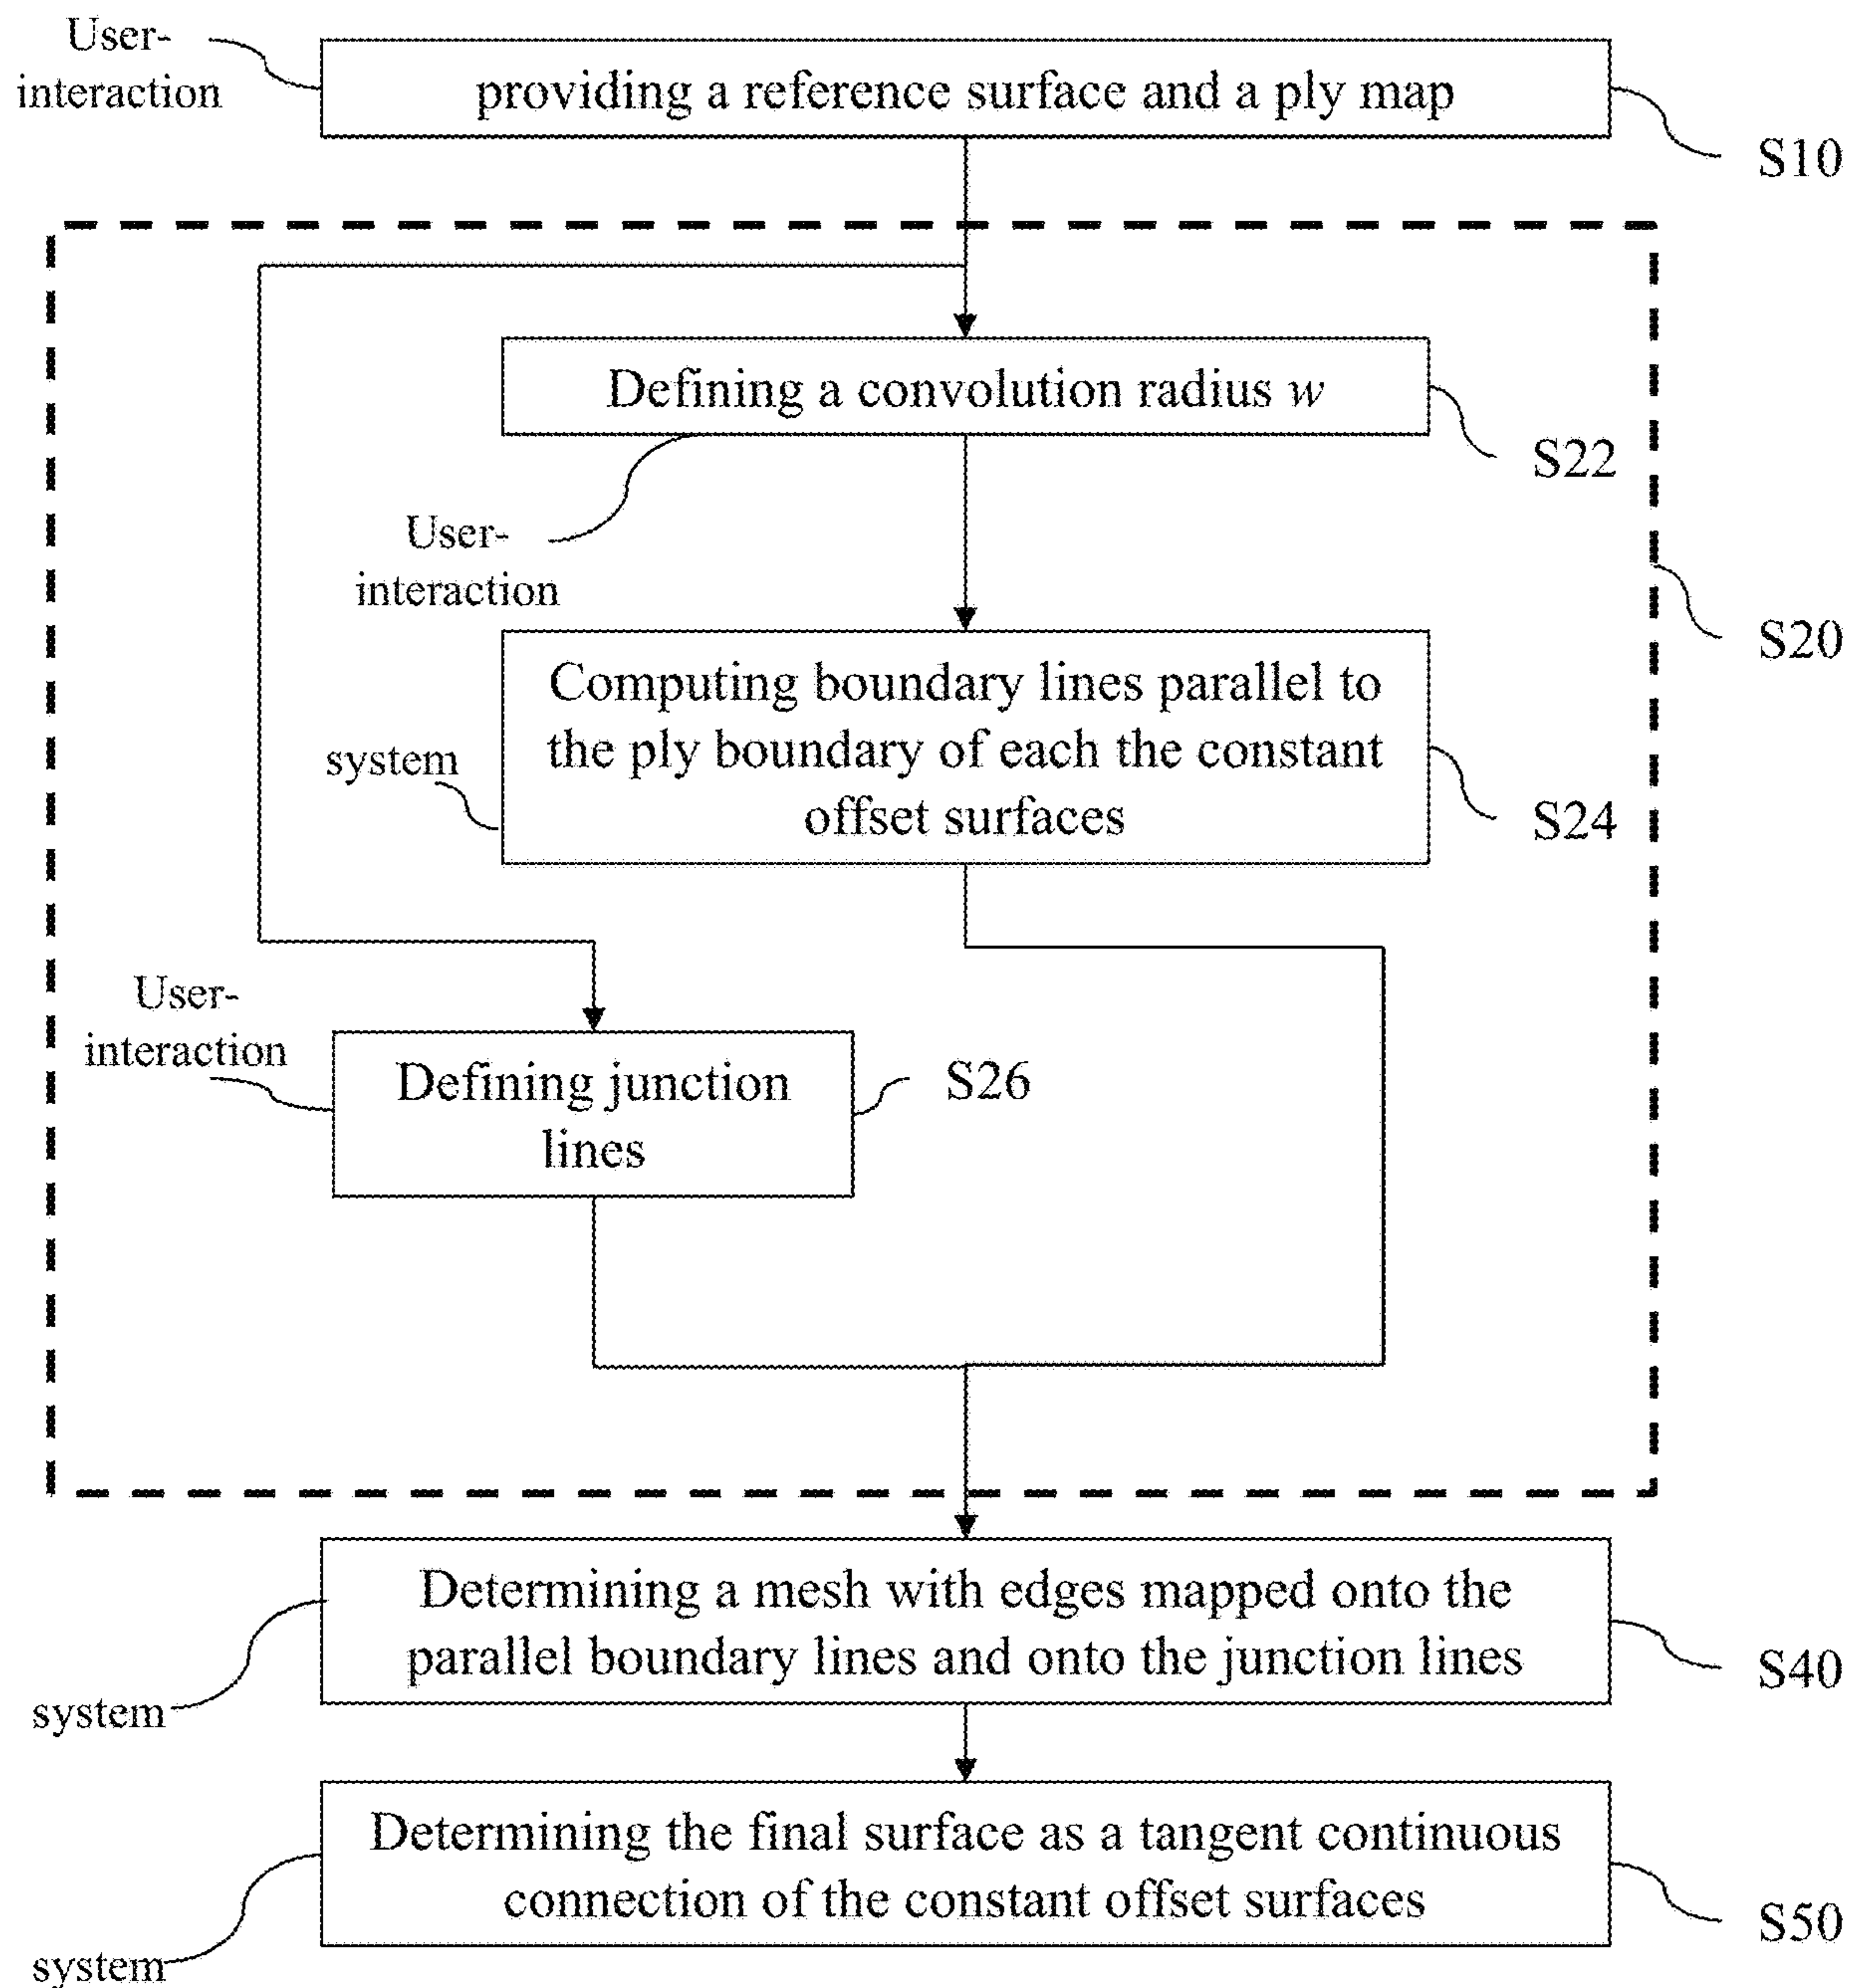 User-
interaction
providing a reference surface and a ply map
S10
Defining a convolution radius w
S22
User-
interaction
S20
Computing boundary lines parallel to
the ply boundary of each the constant
offset surfaces
system
S24
User-
interaction
Defining junction
lines
S26
Determining a mesh with edges mapped onto the
parallel boundary lines and onto the junction lines
S40
system
Determining the final surface as a tangent continuous
connection of the constant offset surfaces
S50
system